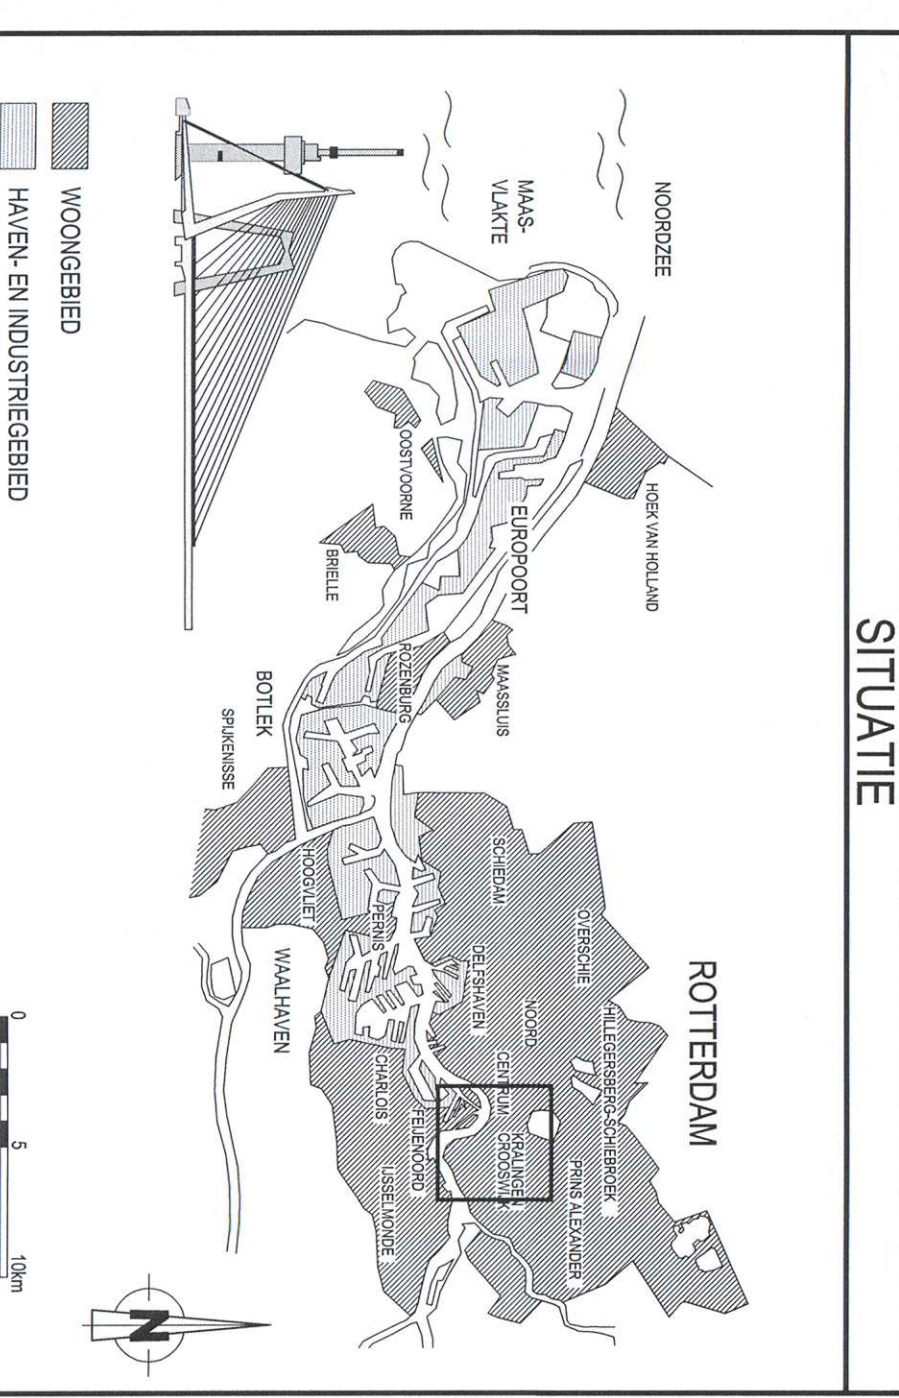 SITUATIE
ROTTERDAM
NOORDZEE
HOEK VAN HOLLAND
MAAS-
VLAKTE
EUROPOORT
MAASSLUIS
OOSTVOORNE
BRIELLE
ROZENBURG
BOTLEK
SPIJKENISSE
HOOGVLIET
PERNIS
SCHIEDAM
OVERSCHIE
HILLEGERSBERG-SCHIEBROEK
DELFSHAVEN
NOORD
CENTRUM
KRALINGEN
CROOSWIJK
PRINS ALEXANDER
WAALHAVEN
CHARLOIS
FEIJENOORD
IJSSELMONDE
WOONGEBIED
HAVEN- EN INDUSTRIEGEBIED
0 5 10km
N